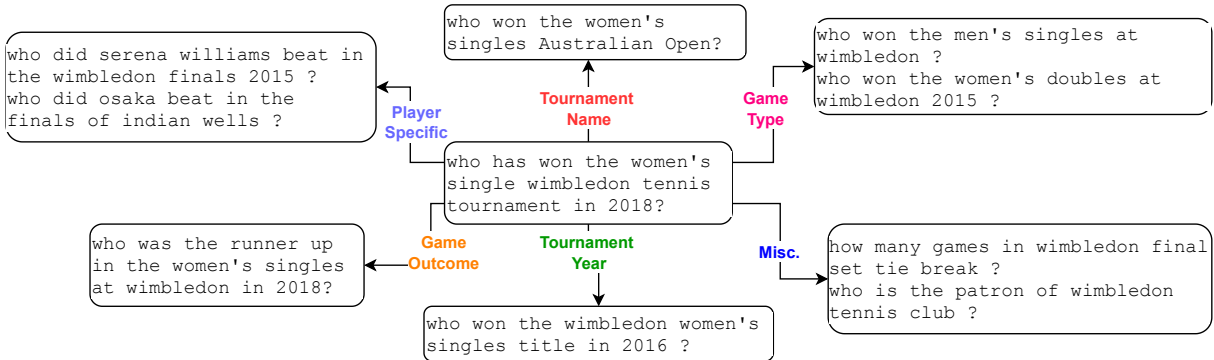 who won the women's
singles Australian Open?
who did serena williams beat in
the wimbledon finals 2015 ?
who did osaka beat in the
finals of indian wells ?
who won the men's singles at
wimbledon ?
who won the women's doubles at
wimbledon 2015 ?
Player
Specific
Tournament
Name
Game
Type
who has won the women's
single wimbledon tennis
tournament in 2018?
Game
Outcome
Tournament
Year
Misc.
who was the runner up
in the women's singles
at wimbledon in 2018?
how many games in wimbledon final
set tie break ?
who is the patron of wimbledon
tennis club ?
who won the wimbledon women's
singles title in 2016 ?